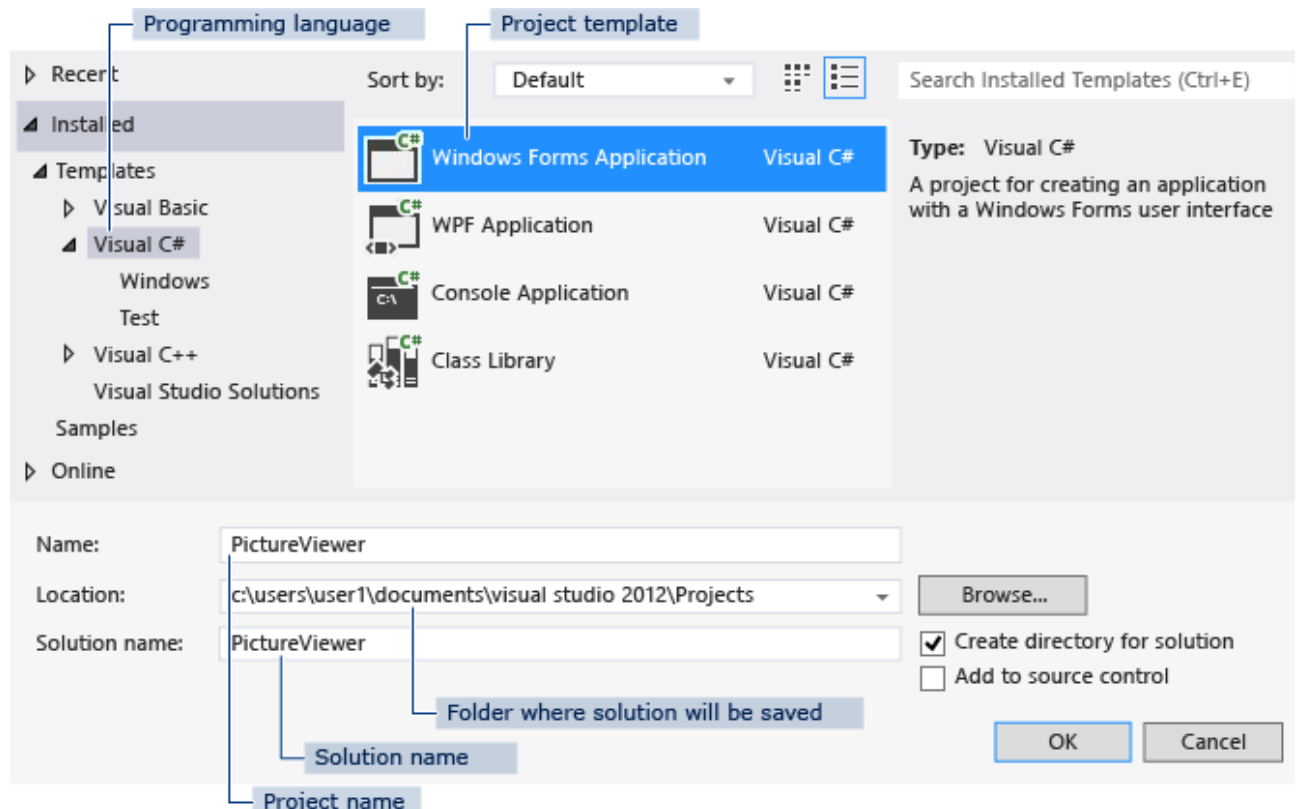 Programming language
Project template
Recent
Sort by:
Default
Search Installed Templates (Ctrl+E)
Installed
Templates
Visual Basic
Visual C#
Windows
Test
Visual C++
Visual Studio Solutions
Samples
Online
C#
Windows Forms Application
Visual C#
C#
WPF Application
Visual C#
C#
C:\
Console Application
Visual C#
C#
Class Library
Visual C#
Type: Visual C#
A project for creating an application
with a Windows Forms user interface
Name:
PictureViewer
Location:
c:\users\user1\documents\visual studio 2012\Projects
Browse...
Solution name:
PictureViewer
Create directory for solution
Add to source control
Folder where solution will be saved
OK
Cancel
Solution name
Project name